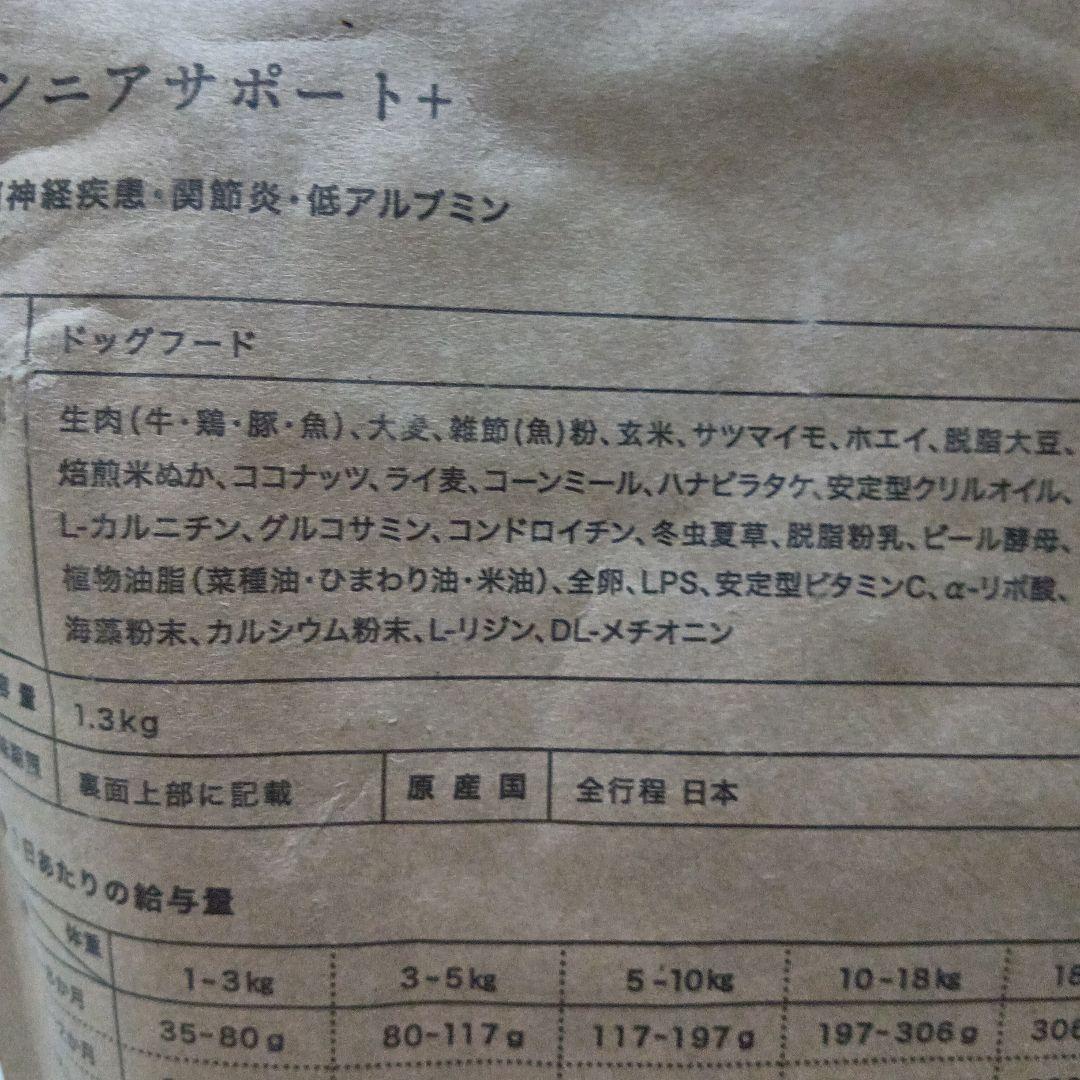 ンニアサポート+
神経疾患・関節炎・低アルブミン
ドッグフード
生肉(牛・鶏・豚・魚)、大麦、雑節(魚)粉、玄米、サツマイモ、ホエイ、脱脂大豆、
焙煎米ぬか、ココナッツ、ライ麦、コーンミール、ハナビラタケ、安定型クリルオイル、
L-カルニチン、グルコサミン、コンドロイチン、冬虫夏草、脱脂粉乳、ビール酵母、
植物油脂(菜種油・ひまわり油・米油)、全卵、LPS、安定型ビタミンC、α-リポ酸、
海藻粉末、カルシウム粉末、L-リジン、DL-メチオニン
容量 1.3kg
裏面上部に記載 原産国 全行程 日本
1日あたりの給与量
体重 1-3kg 3-5kg 5-10kg 10-18kg 18
か月 35-80g 80-117g 117-197g 197-306g 306
か月